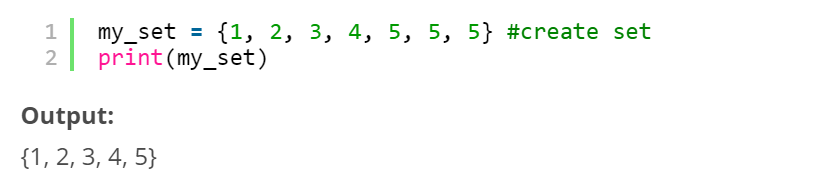 1 my_set = {1, 2, 3, 4, 5, 5, 5} #create set
2 print(my_set)
Output:
{1, 2, 3, 4, 5}